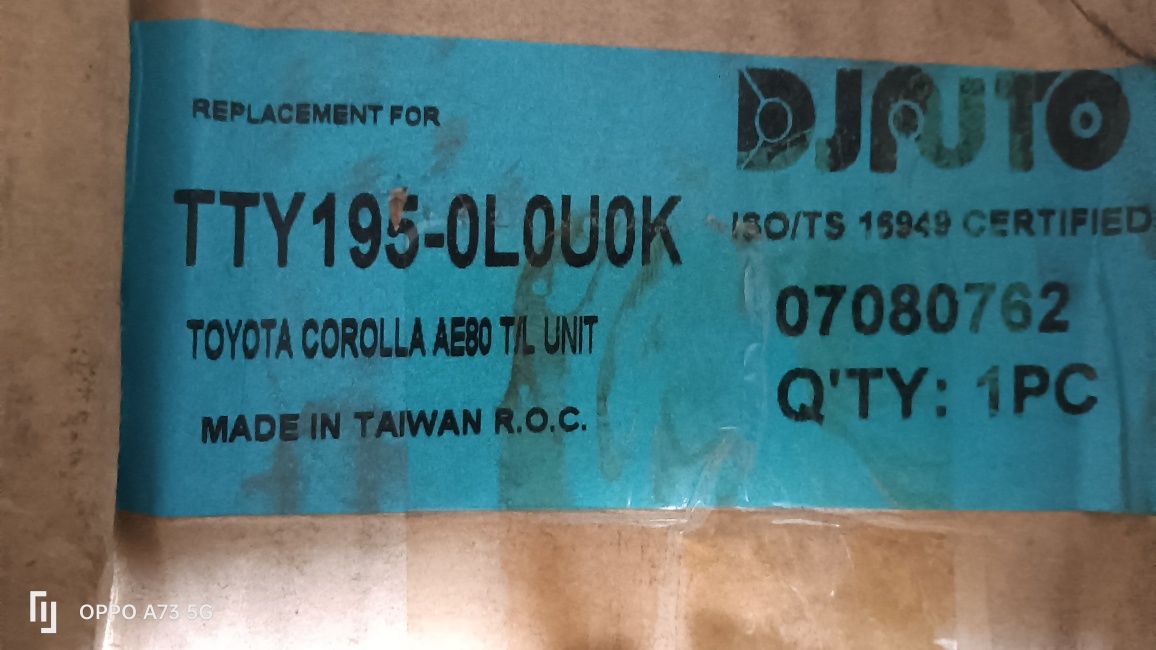 REPLACEMENT FOR
DJAUTO
TTY195-0L0U0K
ISO/TS 16949 CERTIFIED
TOYOTA COROLLA AE80 T/L UNIT
07080762
MADE IN TAIWAN R.O.C.
Q'TY: 1PC
OPPO A73 5G